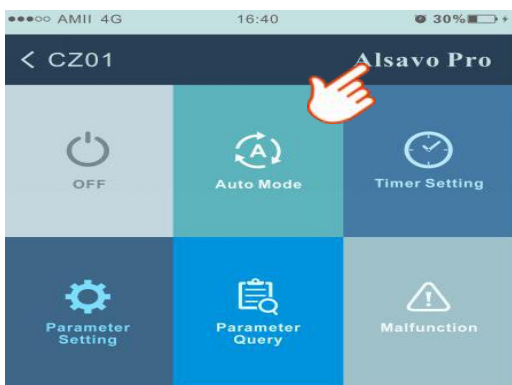 AMII 4G 16:40 30%
CZ01 Alsavo Pro
OFF Auto Mode Timer Setting
Parameter Parameter Malfunction
Setting Query